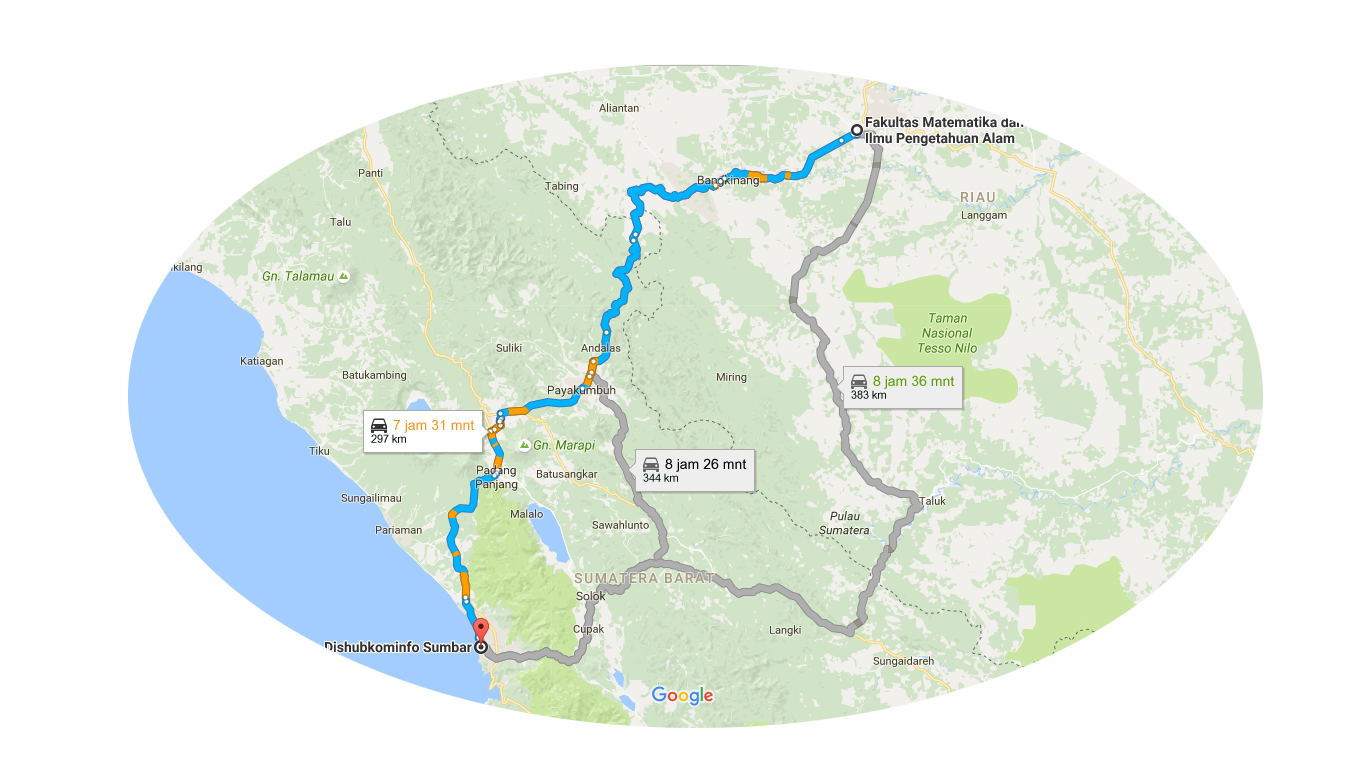 Aliantan
Fakultas Matematika dan
Ilmu Pengetahuan Alam
Panti
Tabing
Bangkinang
RIAU
Langgam
Talu
kilang
Gn. Talamau
Taman
Nasional
Tesso Nilo
Katiagan
Suliki
Andalas
Batukambing
Miring
Payakumbuh
8 jam 36 mnt
383 km
7 jam 31 mnt
297 km
Gn. Marapi
Tiku
Padang
Panjang
Batusangkar
8 jam 26 mnt
344 km
Sungailimau
Malalo
Taluk
Pariaman
Sawahlunto
Pulau
Sumatera
SUMATERA BARAT
Solok
Cupak
Langki
Dishubkominfo Sumbar
Sungaidareh
Google